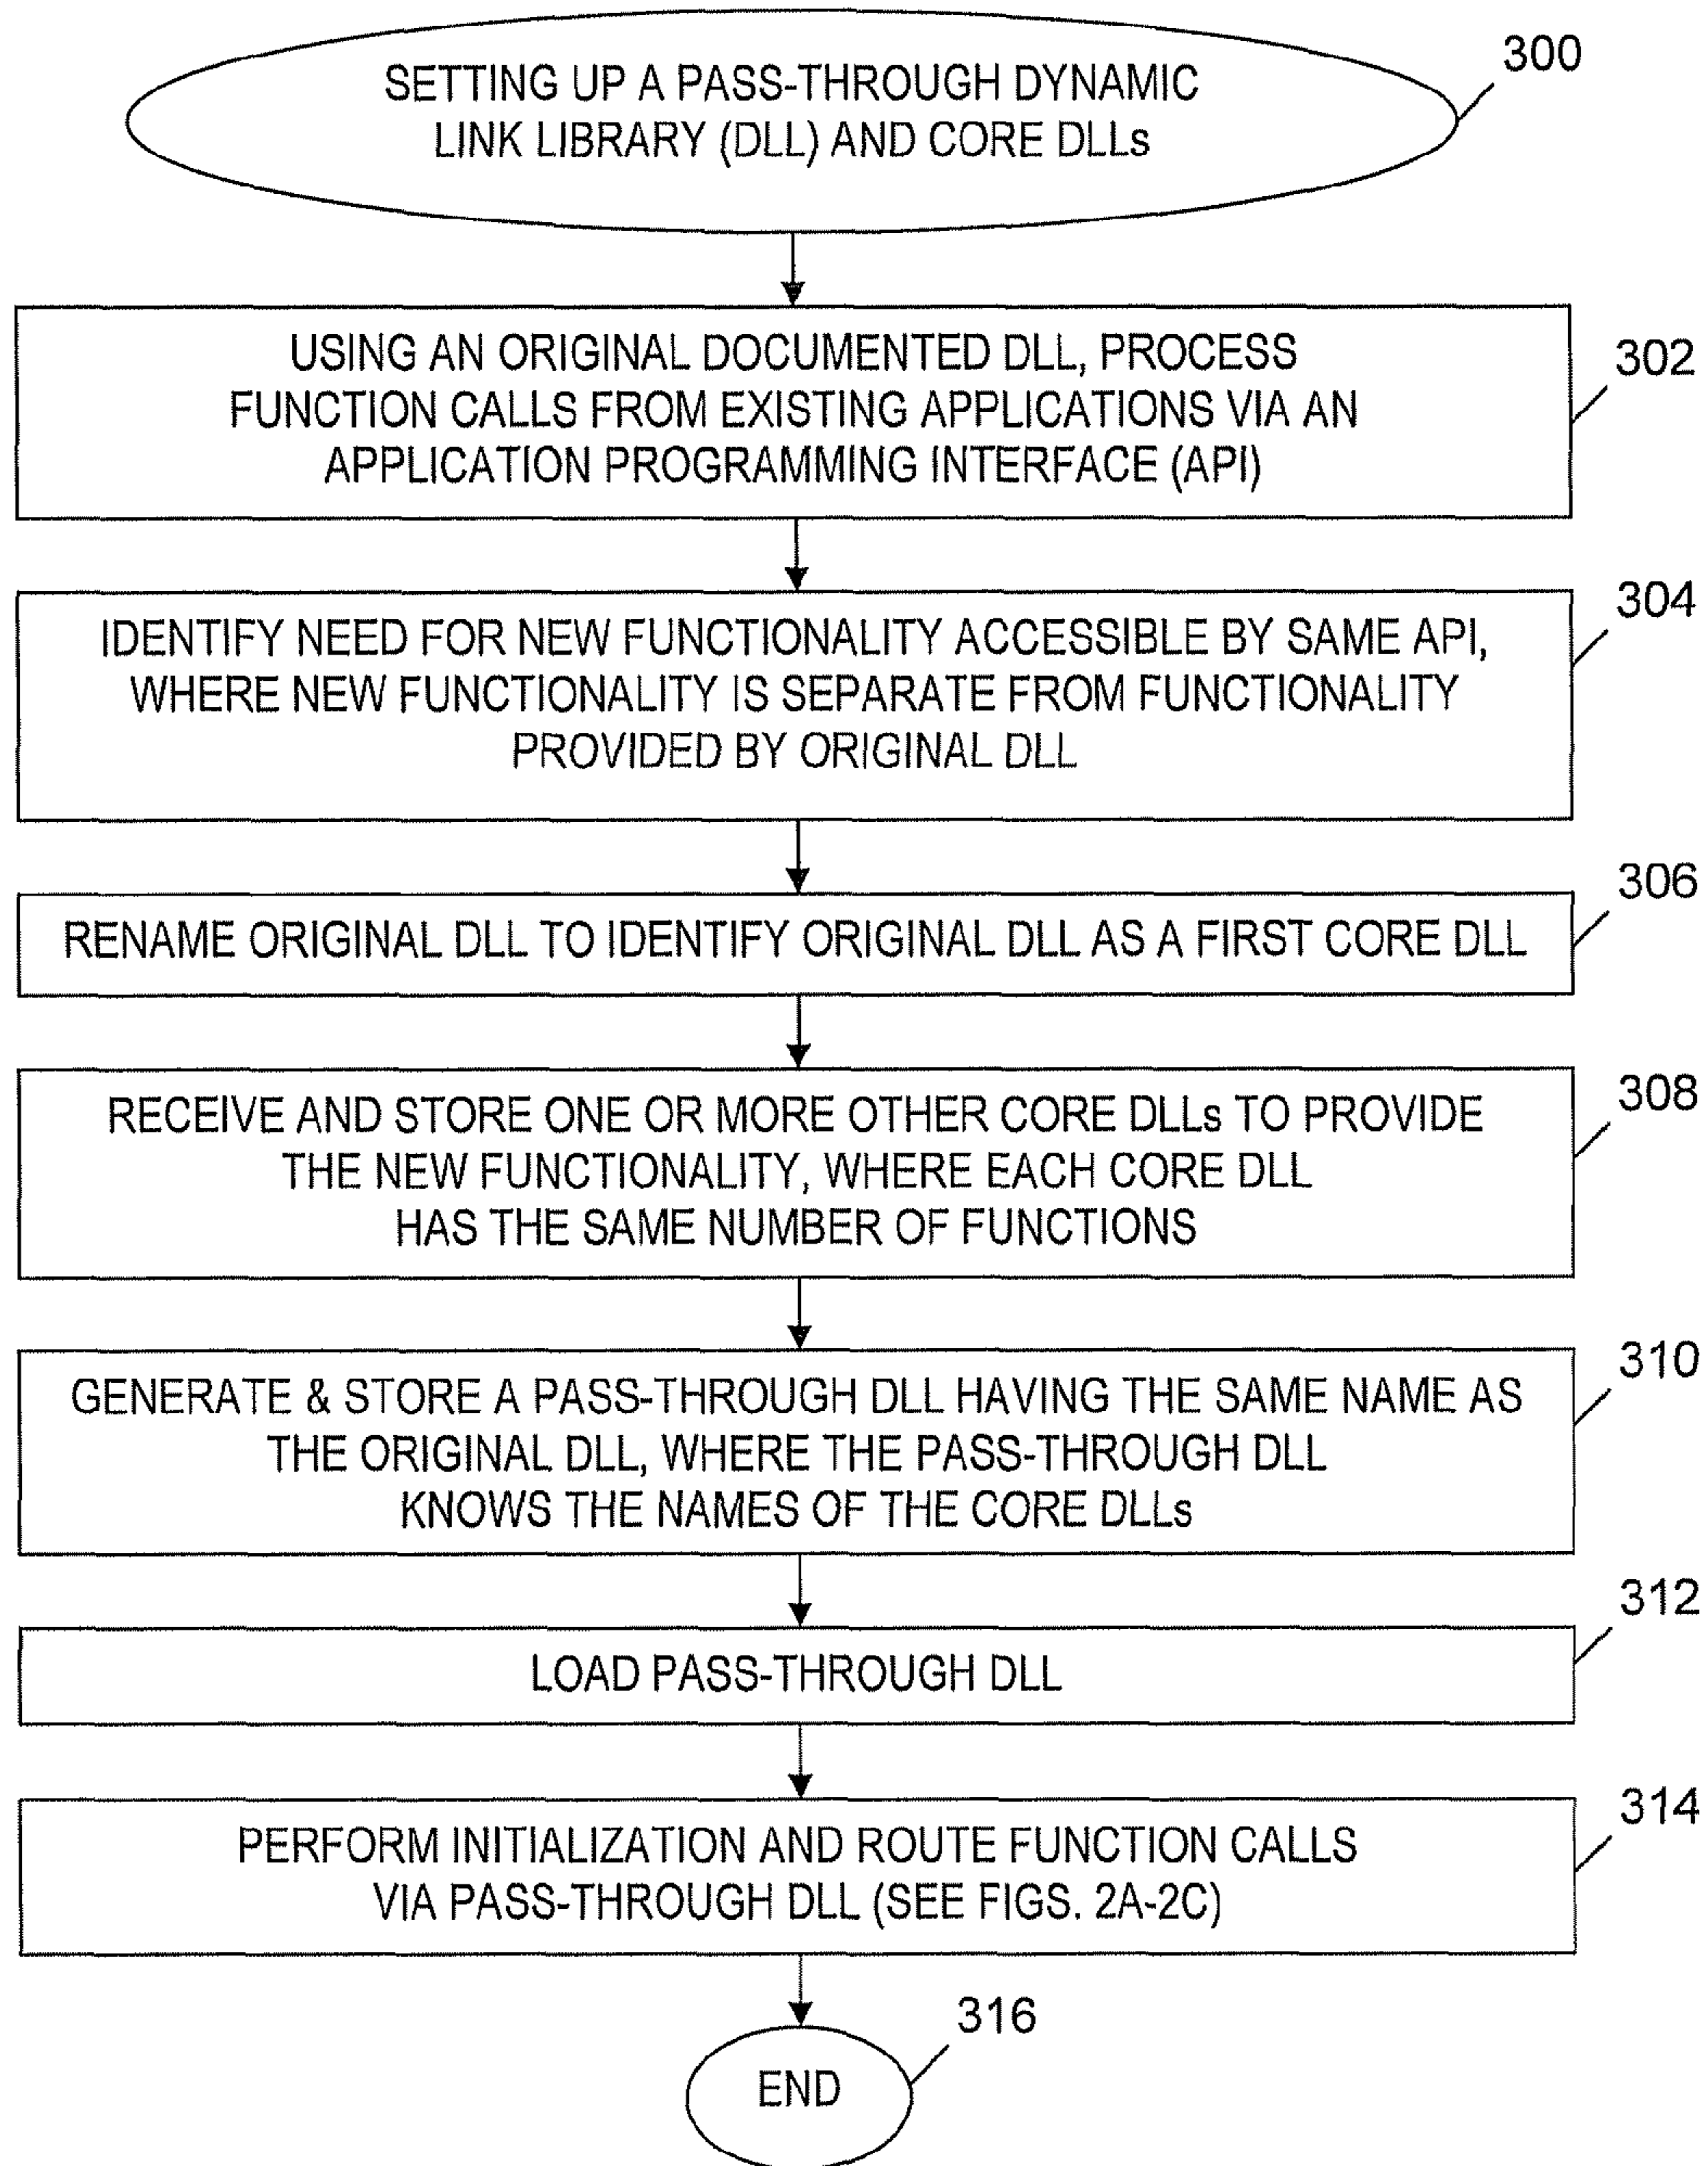 SETTING UP A PASS-THROUGH DYNAMIC
LINK LIBRARY (DLL) AND CORE DLLs
300
USING AN ORIGINAL DOCUMENTED DLL, PROCESS
FUNCTION CALLS FROM EXISTING APPLICATIONS VIA AN
APPLICATION PROGRAMMING INTERFACE (API)
302
IDENTIFY NEED FOR NEW FUNCTIONALITY ACCESSIBLE BY SAME API,
WHERE NEW FUNCTIONALITY IS SEPARATE FROM FUNCTIONALITY
PROVIDED BY ORIGINAL DLL
304
RENAME ORIGINAL DLL TO IDENTIFY ORIGINAL DLL AS A FIRST CORE DLL
306
RECEIVE AND STORE ONE OR MORE OTHER CORE DLLs TO PROVIDE
THE NEW FUNCTIONALITY, WHERE EACH CORE DLL
HAS THE SAME NUMBER OF FUNCTIONS
308
GENERATE & STORE A PASS-THROUGH DLL HAVING THE SAME NAME AS
THE ORIGINAL DLL, WHERE THE PASS-THROUGH DLL
KNOWS THE NAMES OF THE CORE DLLs
310
LOAD PASS-THROUGH DLL
312
PERFORM INITIALIZATION AND ROUTE FUNCTION CALLS
VIA PASS-THROUGH DLL (SEE FIGS. 2A-2C)
314
END
316